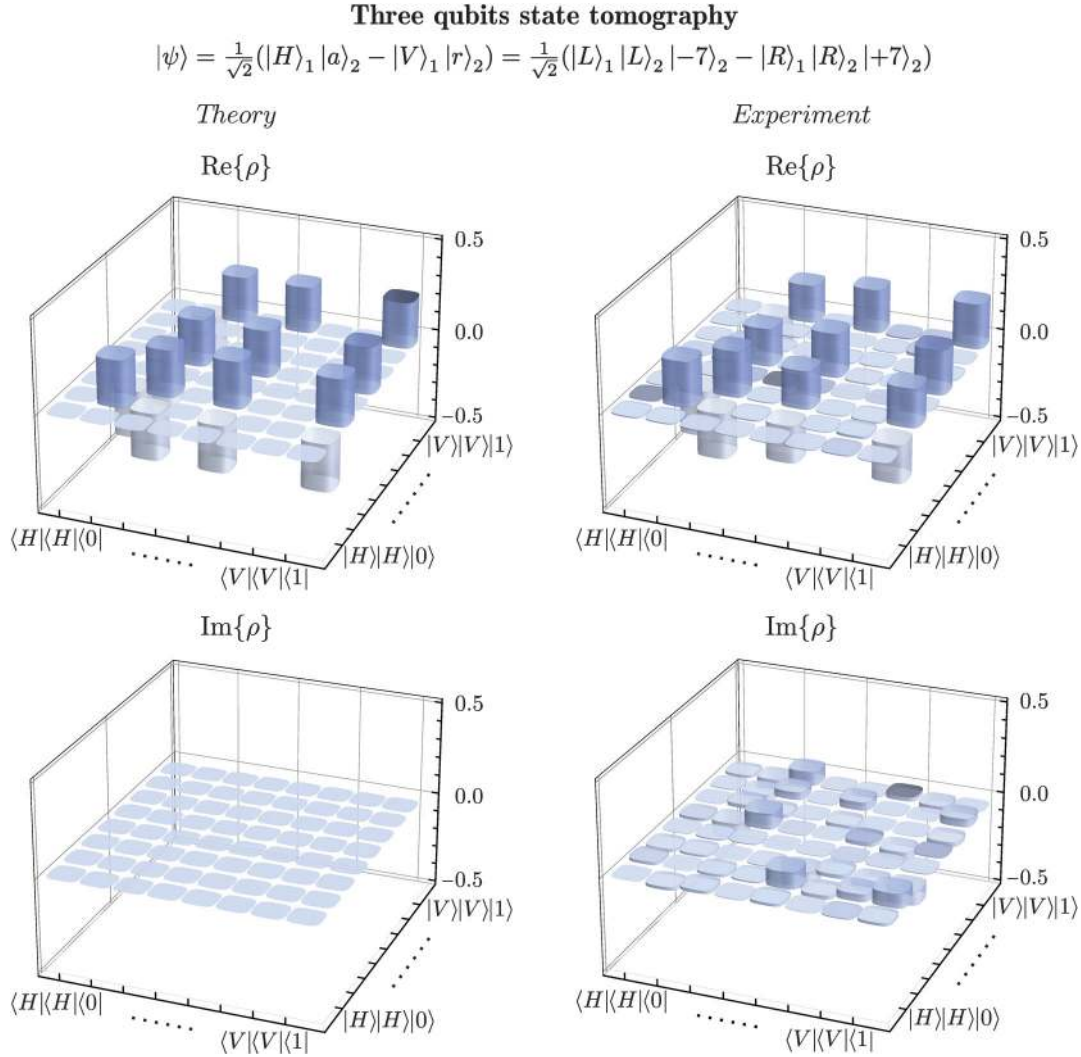 Three qubits state tomography
|ψ⟩ = 1/√2(|H⟩₁|a⟩₂ − |V⟩₁|r⟩₂) = 1/√2(|L⟩₁|L⟩₂|−7⟩₂ − |R⟩₁|R⟩₂|+7⟩₂)
Theory
Experiment
Re{ρ}
Re{ρ}
0.5
0.0
−0.5
|V⟩|V⟩|1⟩
......
|H⟩|H⟩|0⟩
⟨H|⟨H|⟨0|
......
⟨V|⟨V|⟨1|
0.5
0.0
−0.5
|V⟩|V⟩|1⟩
......
|H⟩|H⟩|0⟩
⟨H|⟨H|⟨0|
......
⟨V|⟨V|⟨1|
Im{ρ}
Im{ρ}
0.5
0.0
−0.5
|V⟩|V⟩|1⟩
......
|H⟩|H⟩|0⟩
⟨H|⟨H|⟨0|
......
⟨V|⟨V|⟨1|
0.5
0.0
−0.5
|V⟩|V⟩|1⟩
......
|H⟩|H⟩|0⟩
⟨H|⟨H|⟨0|
......
⟨V|⟨V|⟨1|